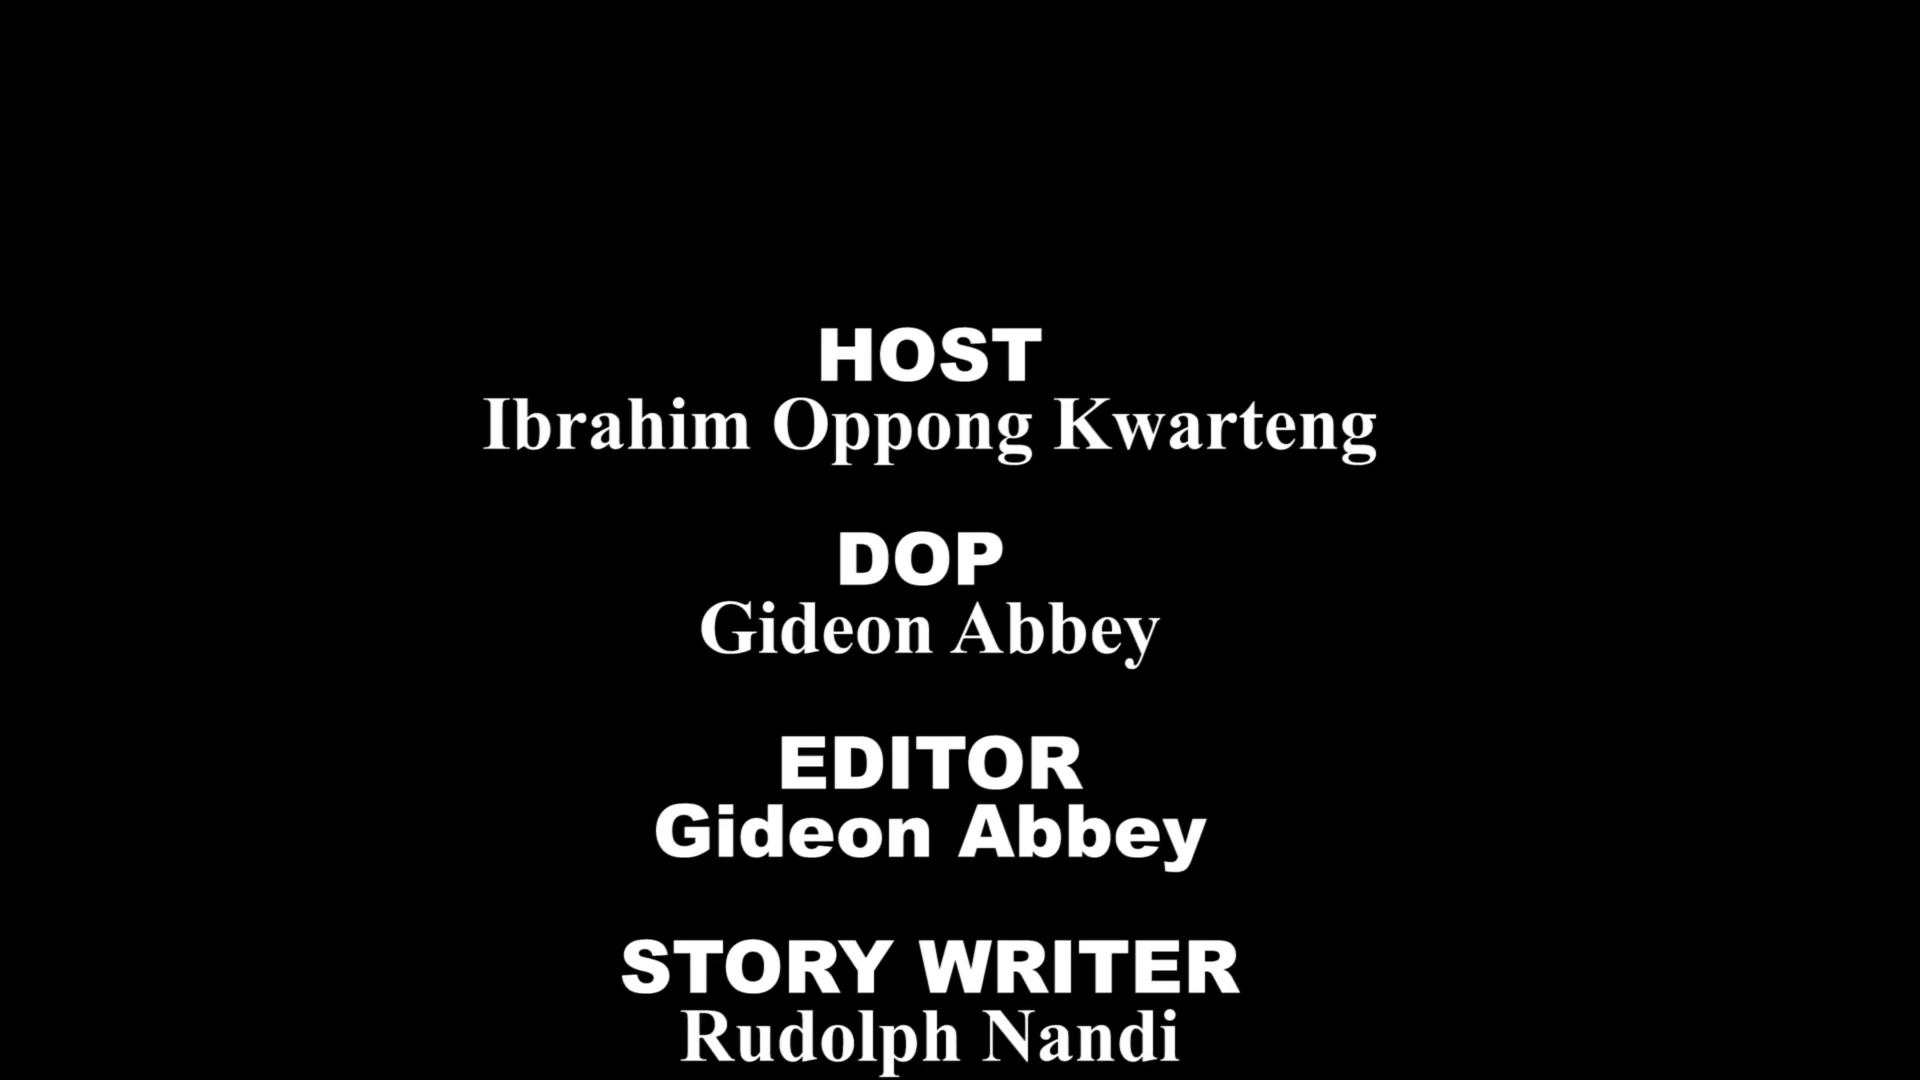 HOST
Ibrahim Oppong Kwarteng
DOP
Gideon Abbey
EDITOR
Gideon Abbey
STORY WRITER
Rudolph Nandi